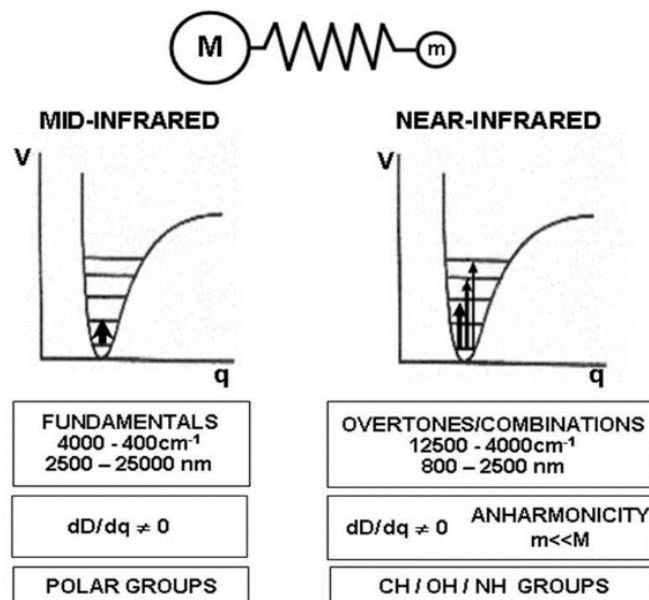 M m
MID-INFRARED
V
q
FUNDAMENTALS
4000 - 400cm⁻¹
2500 – 25000 nm
dD/dq ≠ 0
POLAR GROUPS
NEAR-INFRARED
V
q
OVERTONES/COMBINATIONS
12500 - 4000cm⁻¹
800 – 2500 nm
dD/dq ≠ 0 ANHARMONICITY
m<<M
CH / OH / NH GROUPS